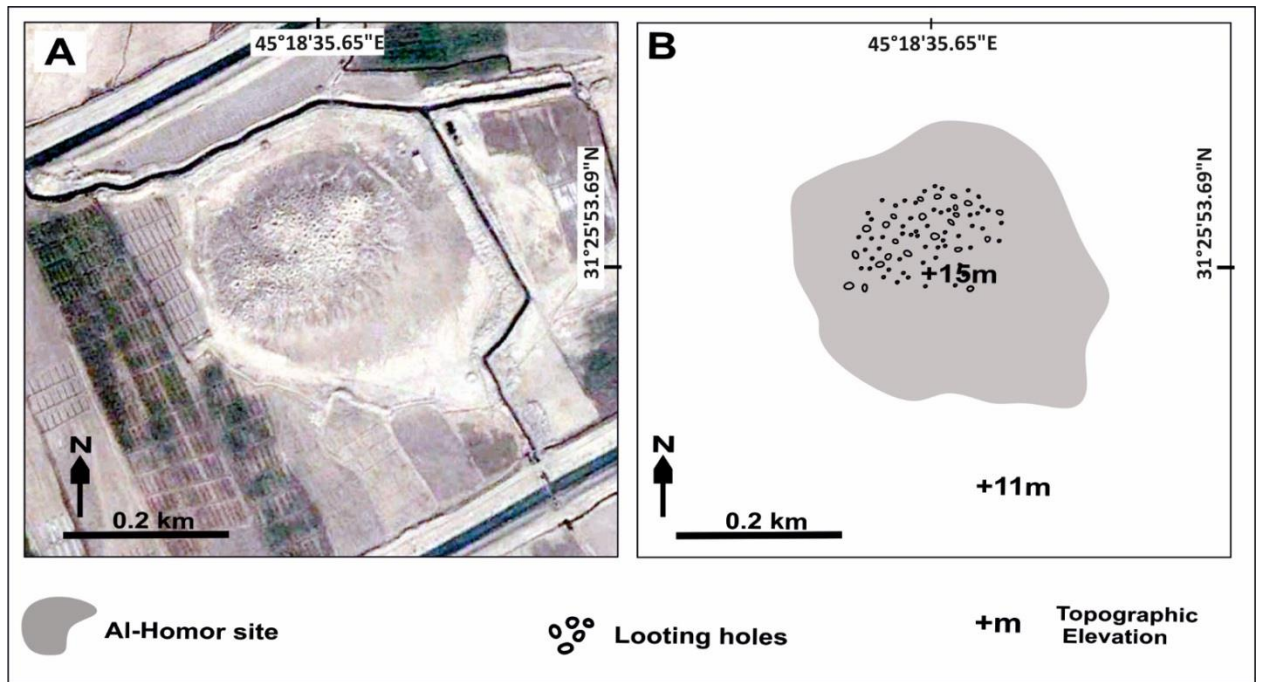 A
45°18'35.65"E
31°25'53.69"N
N
0.2 km
B
45°18'35.65"E
31°25'53.69"N
+15m
+11m
N
0.2 km
Al-Homor site
Looting holes
+m
Topographic
Elevation